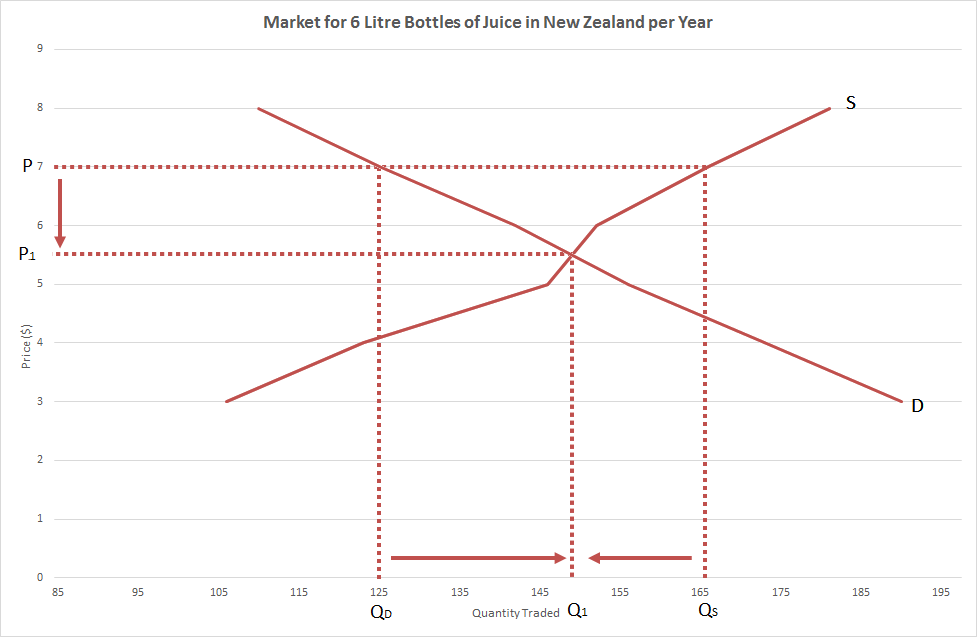 Market for 6 Litre Bottles of Juice in New Zealand per Year
9
8
S
P 7
6
P1
5
Price ($)
4
3
D
2
1
0
85 95 105 115 125 135 145 155 165 175 185 195
QD Quantity Traded Q1 QS